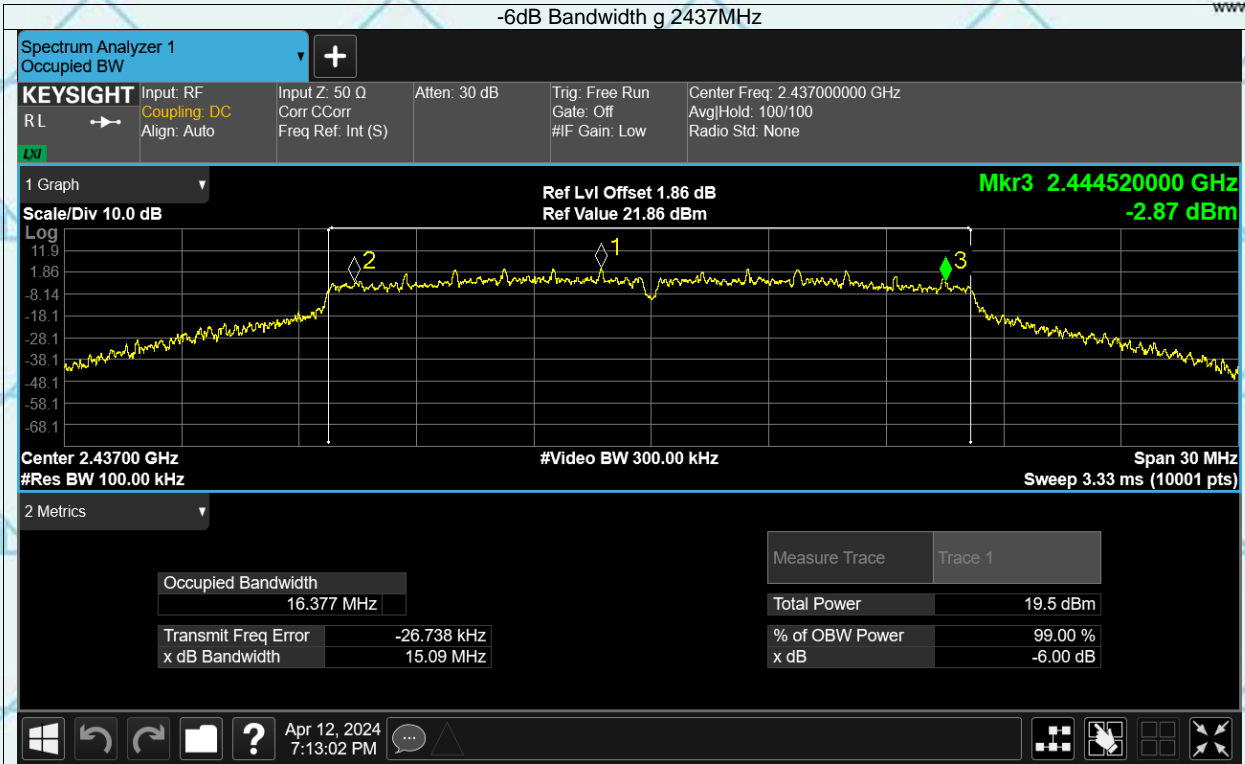 -6dB Bandwidth g 2437MHz
www
Spectrum Analyzer 1
Occupied BW
KEYSIGHT
R L
LXI
Input: RF
Coupling: DC
Align: Auto
Input Z: 50 Ω
Corr CCorr
Freq Ref: Int (S)
Atten: 30 dB
Trig: Free Run
Gate: Off
#IF Gain: Low
Center Freq: 2.437000000 GHz
Avg|Hold: 100/100
Radio Std: None
1 Graph
Scale/Div 10.0 dB
Ref Lvl Offset 1.86 dB
Ref Value 21.86 dBm
Mkr3 2.444520000 GHz
-2.87 dBm
Log
11.9
1.86
-8.14
-18.1
-28.1
-38.1
-48.1
-58.1
-68.1
2
1
3
Center 2.43700 GHz
#Video BW 300.00 kHz
Span 30 MHz
#Res BW 100.00 kHz
Sweep 3.33 ms (10001 pts)
2 Metrics
Measure Trace
Trace 1
Occupied Bandwidth
16.377 MHz
Total Power 19.5 dBm
Transmit Freq Error -26.738 kHz
% of OBW Power 99.00 %
x dB Bandwidth 15.09 MHz
x dB -6.00 dB
?
Apr 12, 2024
7:13:02 PM